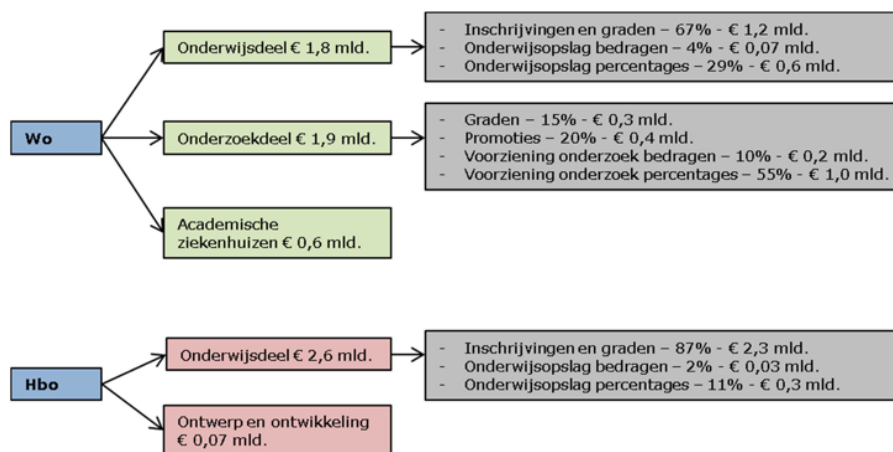 Wo
Onderwijsdeel € 1,8 mld.
- Inschrijvingen en graden – 67% - € 1,2 mld.
- Onderwijsopslag bedragen – 4% - € 0,07 mld.
- Onderwijsopslag percentages – 29% - € 0,6 mld.
Onderzoekdeel € 1,9 mld.
- Graden – 15% - € 0,3 mld.
- Promoties – 20% - € 0,4 mld.
- Voorziening onderzoek bedragen – 10% - € 0,2 mld.
- Voorziening onderzoek percentages – 55% - € 1,0 mld.
Academische
ziekenhuizen € 0,6 mld.
Hbo
Onderwijsdeel € 2,6 mld.
- Inschrijvingen en graden – 87% - € 2,3 mld.
- Onderwijsopslag bedragen – 2% - € 0,03 mld.
- Onderwijsopslag percentages – 11% - € 0,3 mld.
Ontwerp en ontwikkeling
€ 0,07 mld.